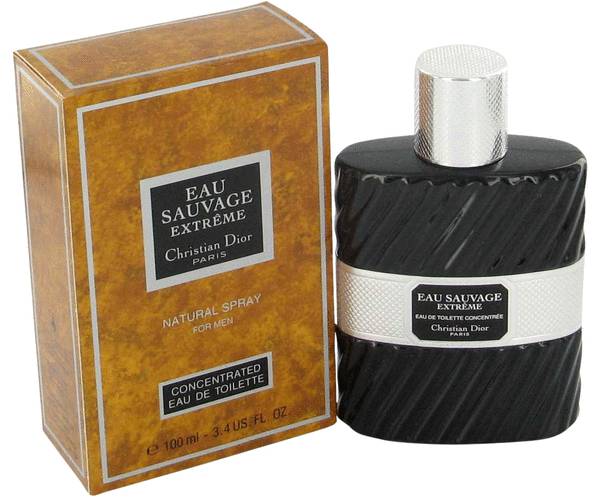 EAU
SAUVAGE
EXTRÊME
Christian Dior
PARIS
NATURAL SPRAY
FOR MEN
CONCENTRATED
EAU DE TOILETTE
℮ 100 ml - 3.4 US. FL. OZ.
EAU SAUVAGE
EXTRÊME
EAU DE TOILETTE CONCENTRÉE
Christian Dior
PARIS